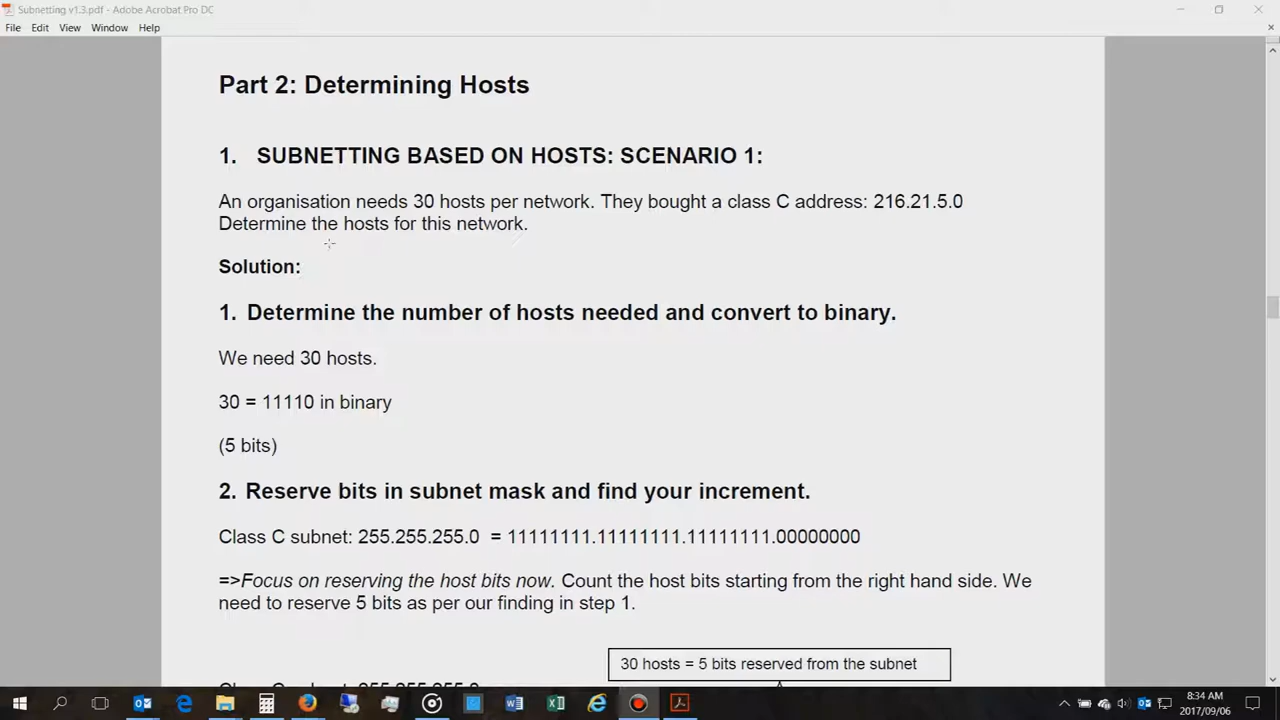 Subnetting v1.3.pdf - Adobe Acrobat Pro DC
File Edit View Window Help
Part 2: Determining Hosts
1. SUBNETTING BASED ON HOSTS: SCENARIO 1:
An organisation needs 30 hosts per network. They bought a class C address: 216.21.5.0
Determine the hosts for this network.
Solution:
1. Determine the number of hosts needed and convert to binary.
We need 30 hosts.
30 = 11110 in binary
(5 bits)
2. Reserve bits in subnet mask and find your increment.
Class C subnet: 255.255.255.0 = 11111111.11111111.11111111.00000000
=>Focus on reserving the host bits now. Count the host bits starting from the right hand side. We
need to reserve 5 bits as per our finding in step 1.
30 hosts = 5 bits reserved from the subnet
8:34 AM
2017/09/06